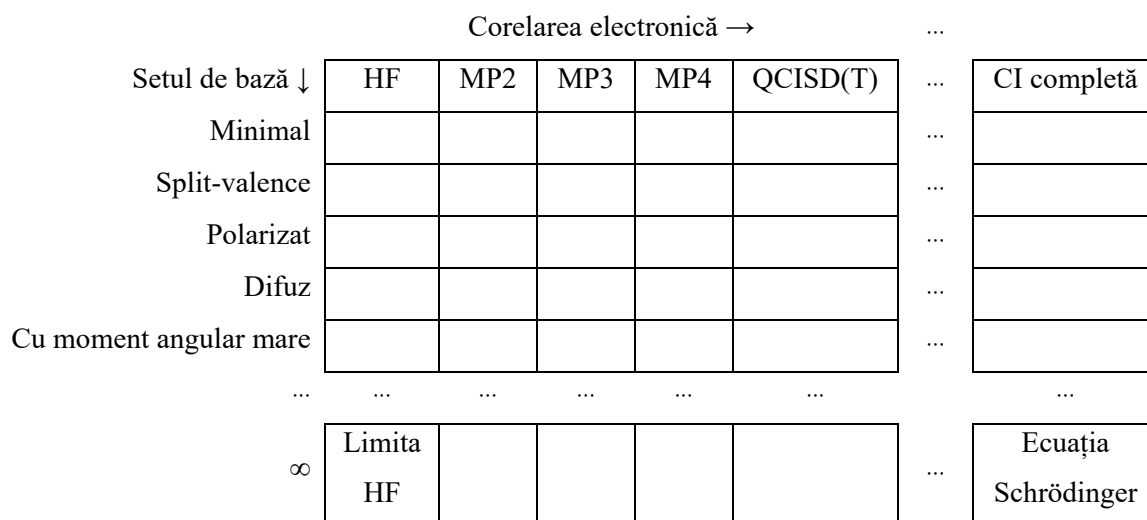 Corelarea electronică → ...
Setul de bază ↓ HF MP2 MP3 MP4 QCISD(T) ... CI completă
Minimal ...
Split-valence ...
Polarizat ...
Difuz ...
Cu moment angular mare ...
... ... ... ... ... ... ...
∞ Limita HF ... Ecuația Schrödinger